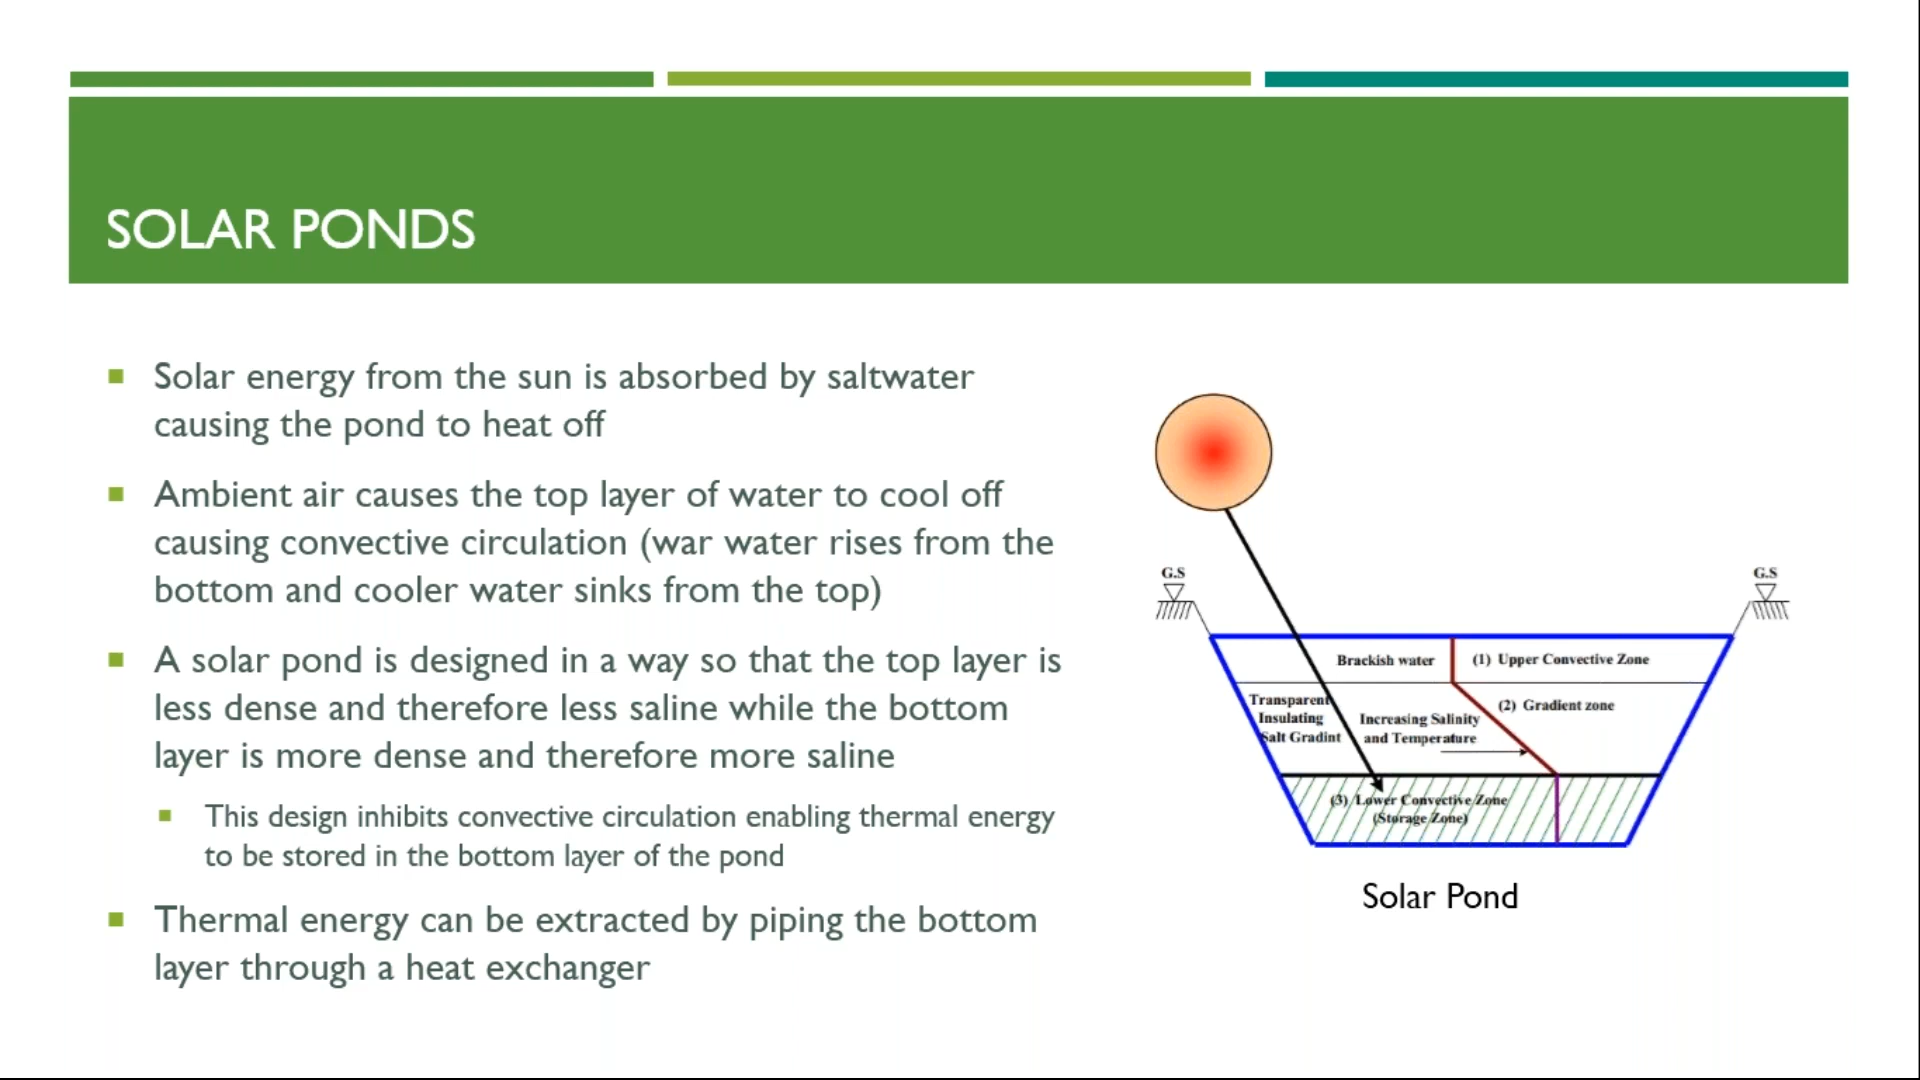 SOLAR PONDS
Solar energy from the sun is absorbed by saltwater
causing the pond to heat off
Ambient air causes the top layer of water to cool off
causing convective circulation (war water rises from the
bottom and cooler water sinks from the top)
A solar pond is designed in a way so that the top layer is
less dense and therefore less saline while the bottom
layer is more dense and therefore more saline
This design inhibits convective circulation enabling thermal energy
to be stored in the bottom layer of the pond
Thermal energy can be extracted by piping the bottom
layer through a heat exchanger
G.S
G.S
Brackish water
(1) Upper Convective Zone
Transparent
Insulating
Salt Gradint
Increasing Salinity
and Temperature
(2) Gradient zone
(3) Lower Convective Zone
(Storage Zone)
Solar Pond